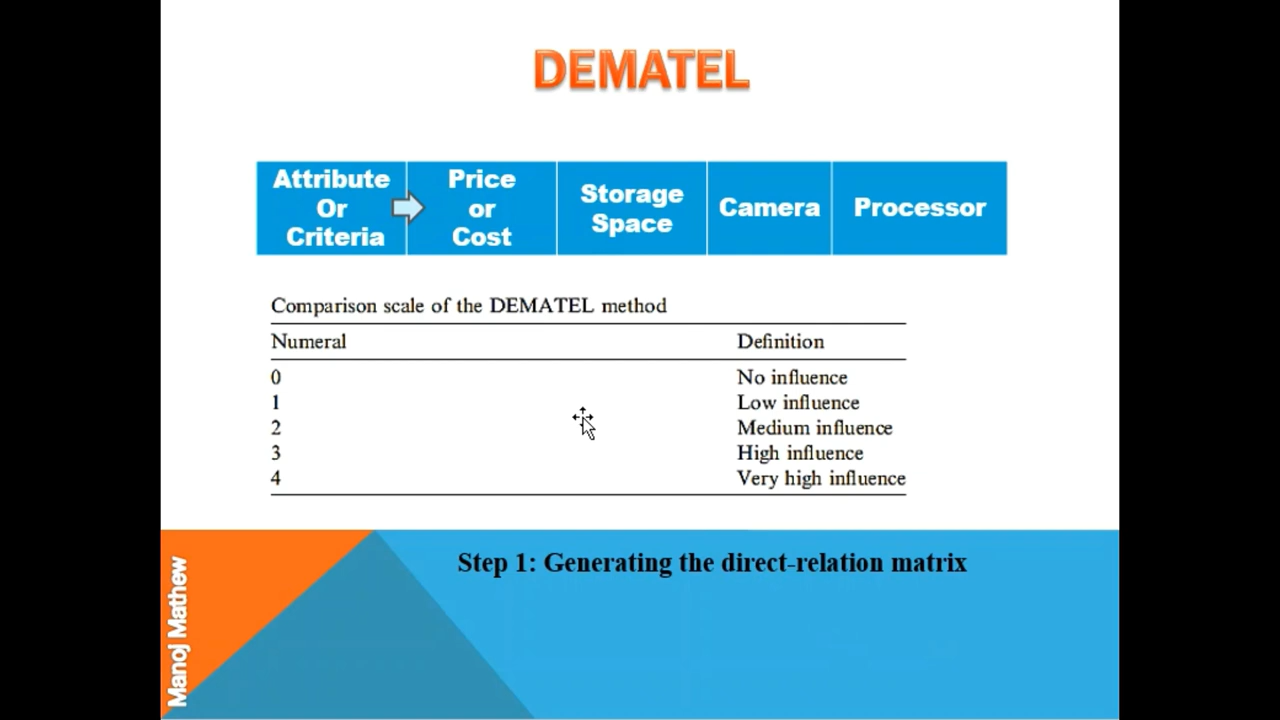 DEMATEL
Attribute
Or
Criteria
Price
or
Cost
Storage
Space
Camera
Processor
Comparison scale of the DEMATEL method
Numeral Definition
0 No influence
1 Low influence
2 Medium influence
3 High influence
4 Very high influence
Step 1: Generating the direct-relation matrix
Manoj Mathew